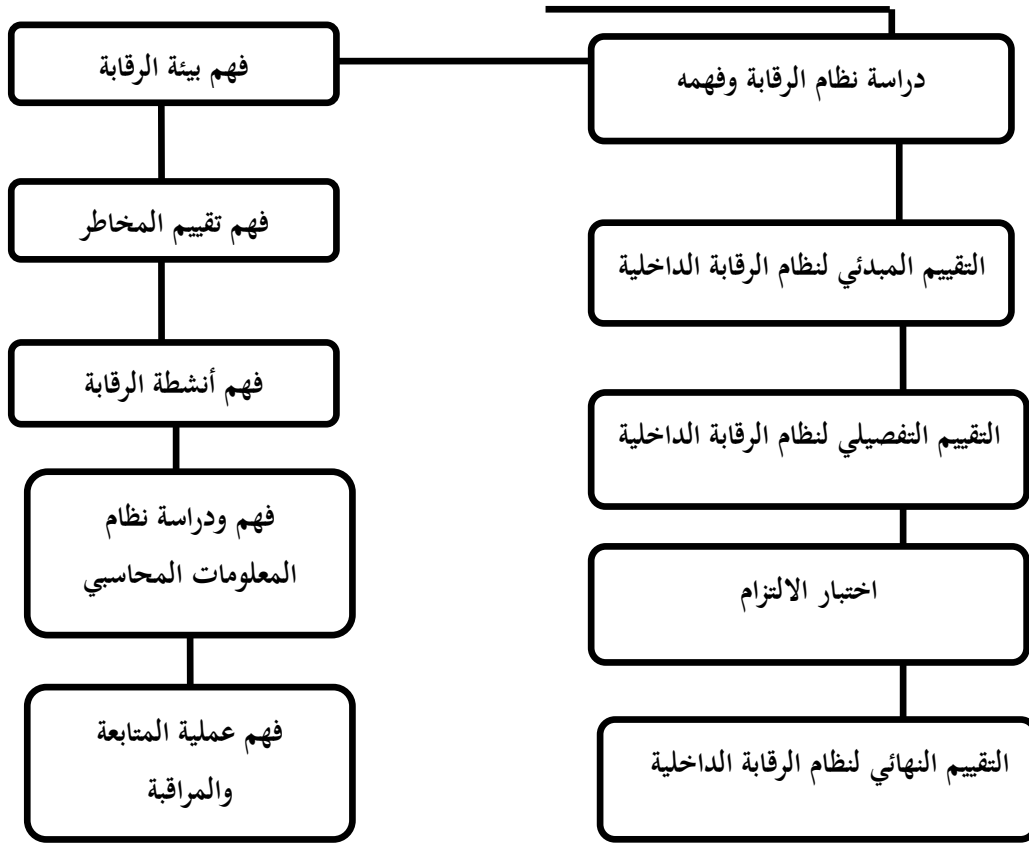 دراسة نظام الرقابة وفهمه
التقييم المبدئي لنظام الرقابة الداخلية
التقييم التفصيلي لنظام الرقابة الداخلية
اختبار الالتزام
التقييم النهائي لنظام الرقابة الداخلية
فهم بيئة الرقابة
فهم تقييم المخاطر
فهم أنشطة الرقابة
فهم ودراسة نظام
المعلومات المحاسبي
فهم عملية المتابعة
والمراقبة